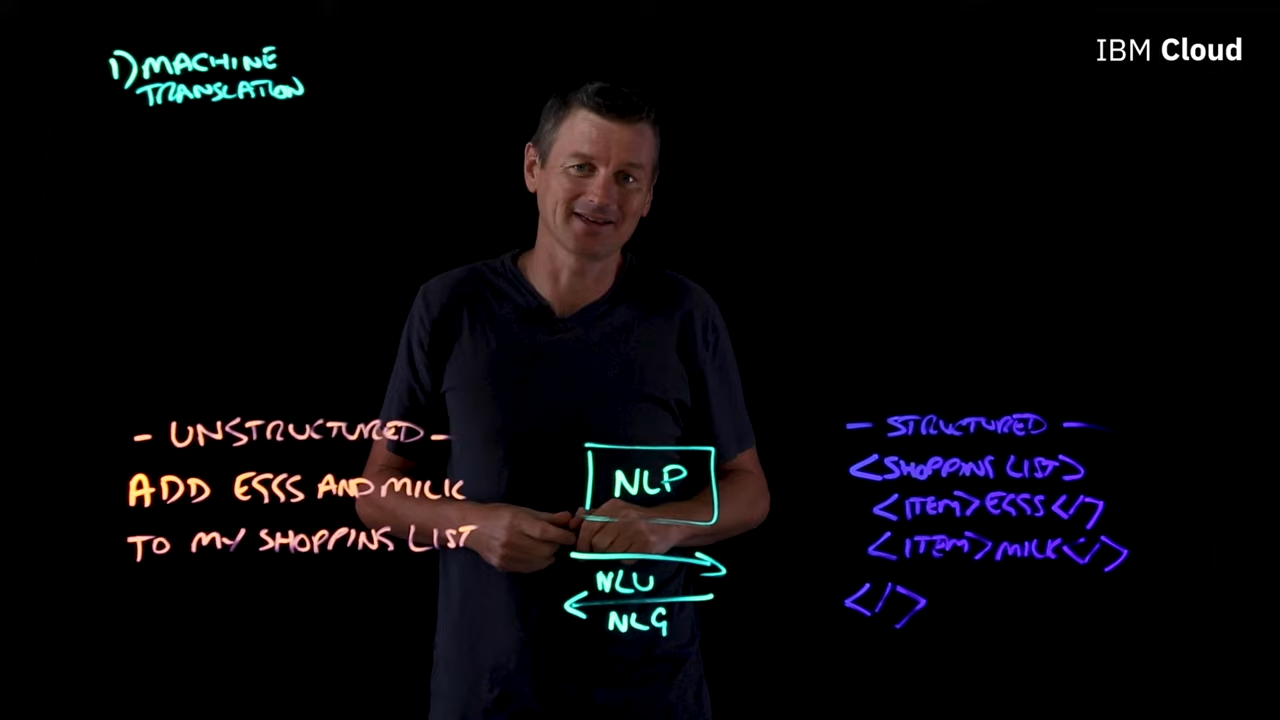 1) MACHINE
TRANSLATION
IBM Cloud
- UNSTRUCTURED -
ADD EGGS AND MILK
TO MY SHOPPING LIST
NLP
NLU
NLG
- STRUCTURED -
<SHOPPING LIST>
<ITEM>EGGS</>
<ITEM>MILK</>
</>